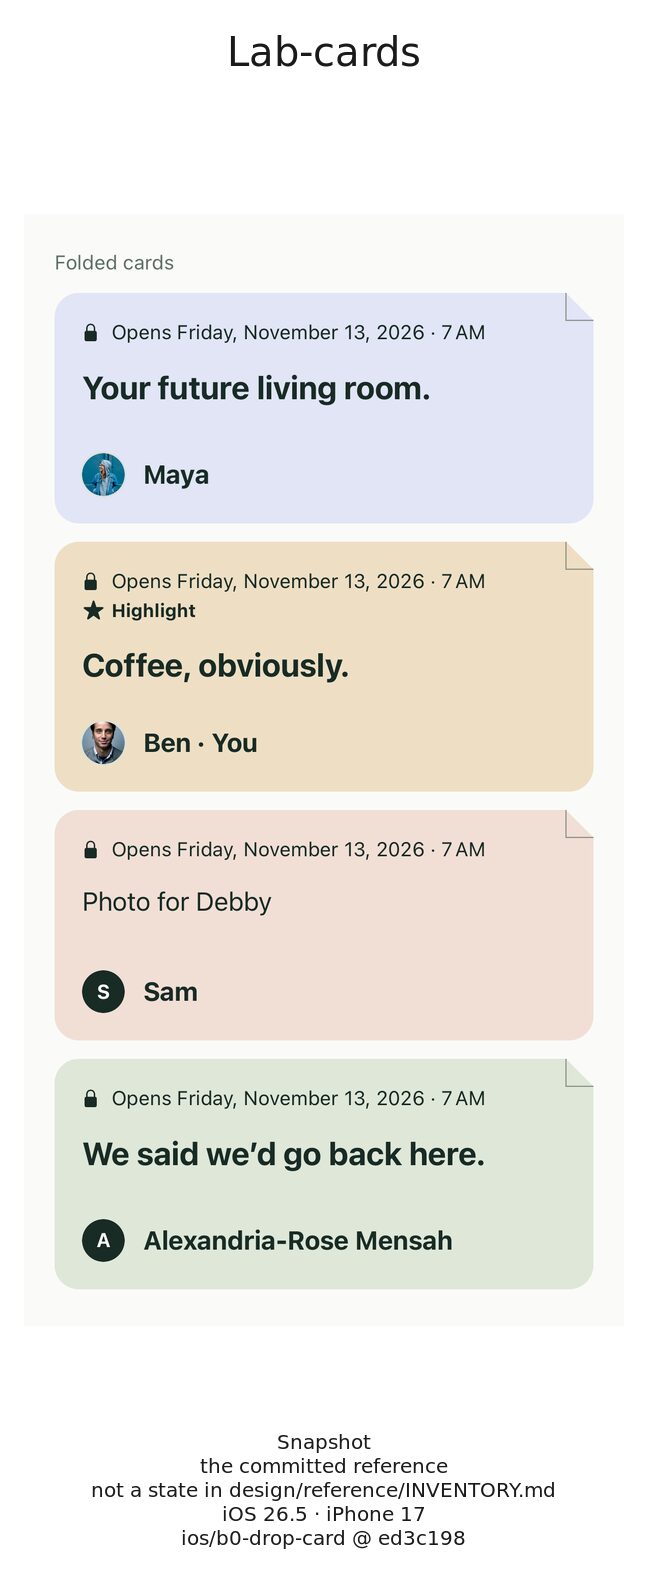 Lab-cards
Folded cards
Opens Friday, November 13, 2026 · 7 AM
Your future living room.
Maya
Opens Friday, November 13, 2026 · 7 AM
Highlight
Coffee, obviously.
Ben · You
Opens Friday, November 13, 2026 · 7 AM
Photo for Debby
S
Sam
Opens Friday, November 13, 2026 · 7 AM
We said we’d go back here.
A
Alexandria-Rose Mensah
Snapshot
the committed reference
not a state in design/reference/INVENTORY.md
iOS 26.5 · iPhone 17
ios/b0-drop-card @ ed3c198